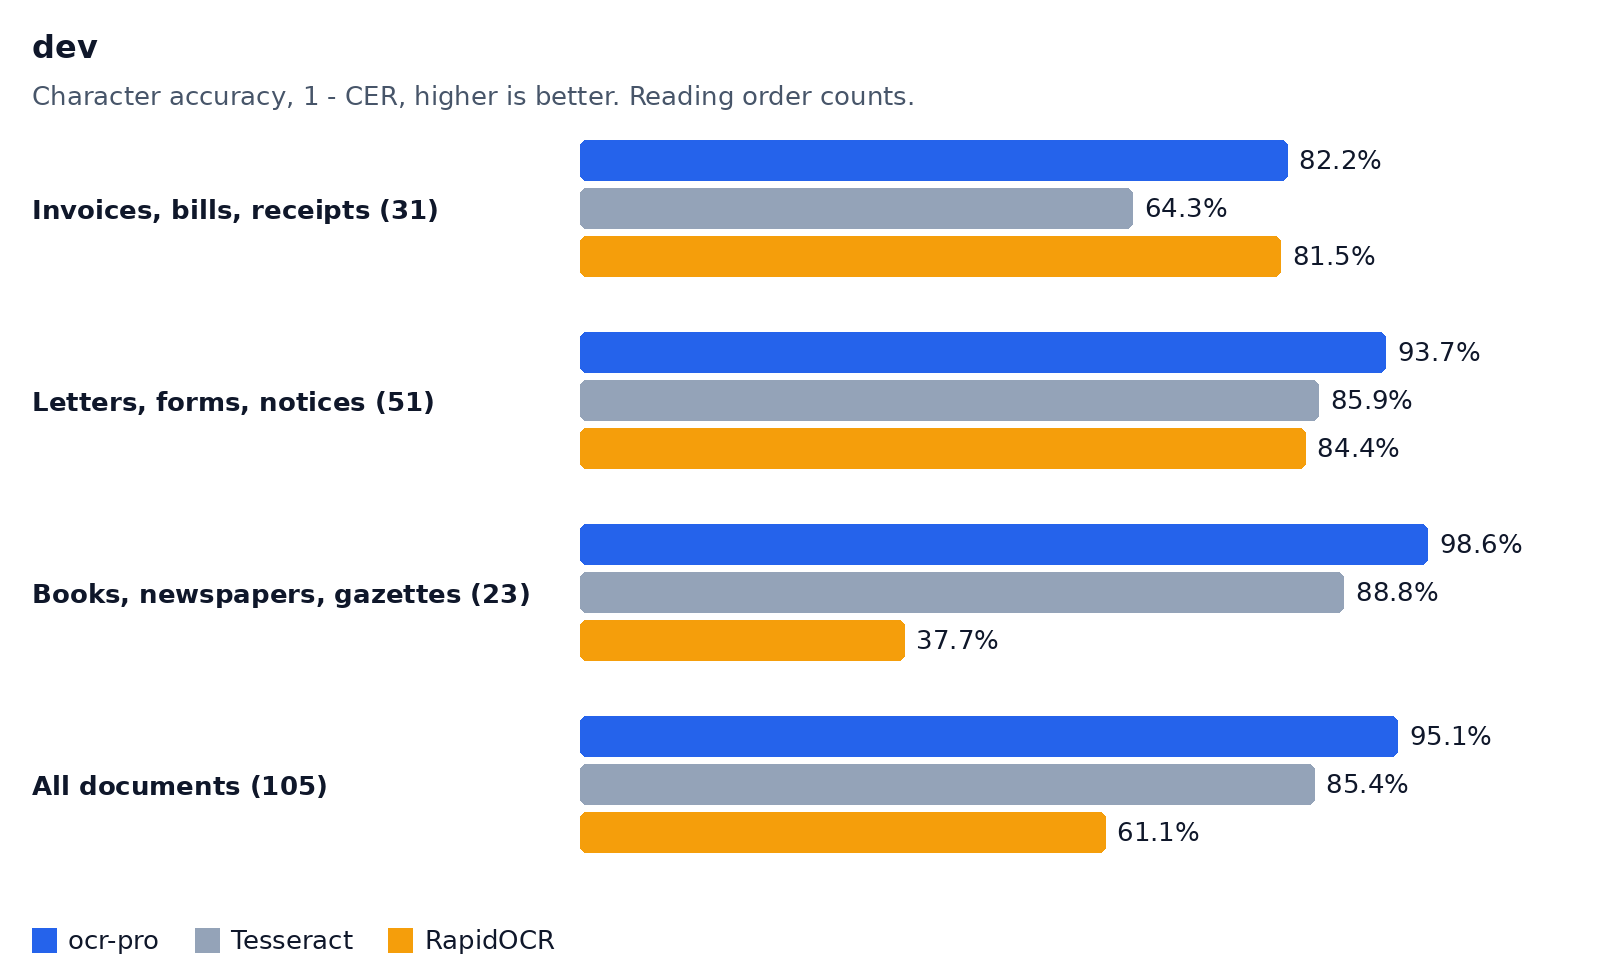 dev
Character accuracy, 1 - CER, higher is better. Reading order counts.
Invoices, bills, receipts (31)
82.2%
64.3%
81.5%
Letters, forms, notices (51)
93.7%
85.9%
84.4%
Books, newspapers, gazettes (23)
98.6%
88.8%
37.7%
All documents (105)
95.1%
85.4%
61.1%
ocr-pro Tesseract RapidOCR